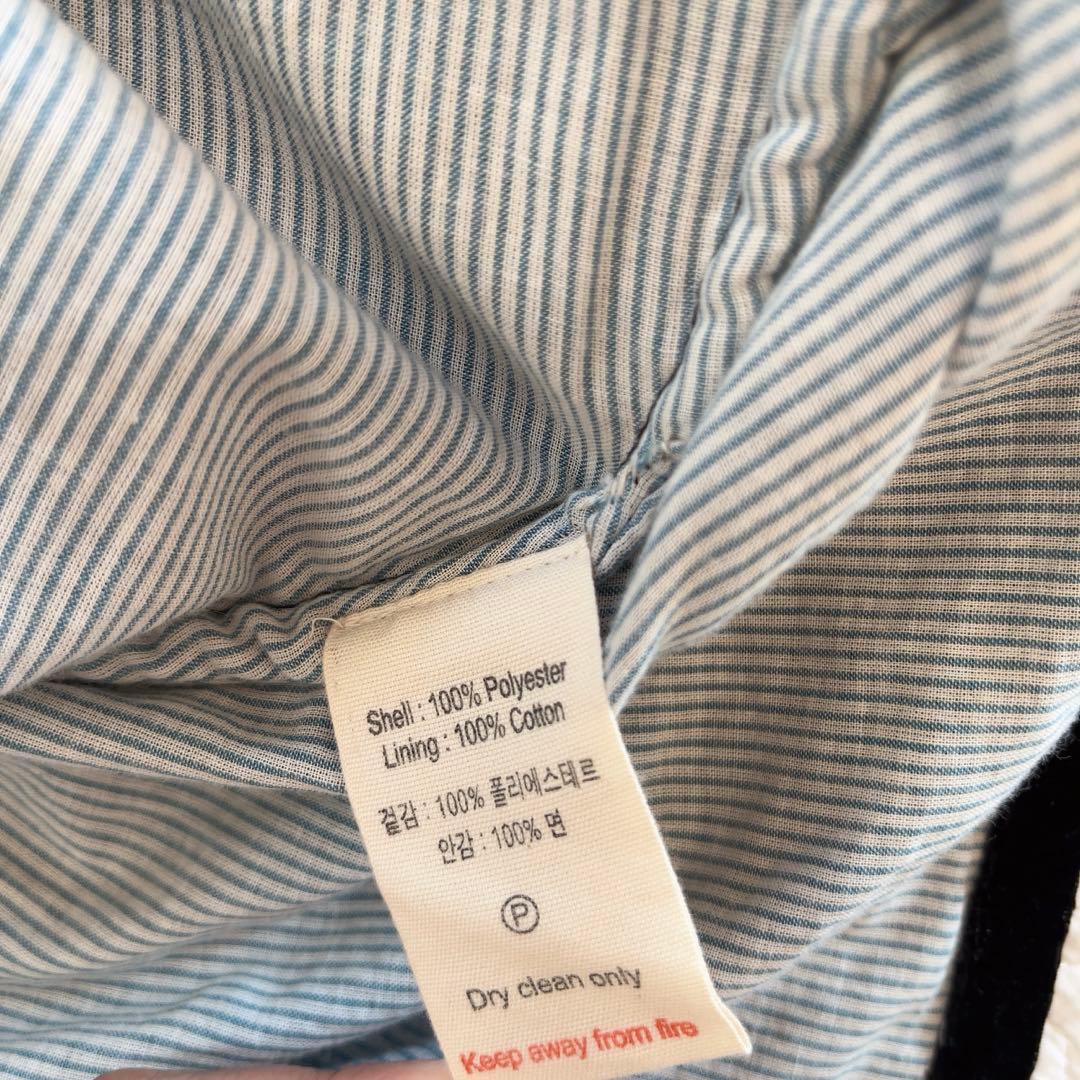 Shell : 100% Polyester
Lining : 100% Cotton
겉감 : 100% 폴리에스테르
안감 : 100% 면
P
Dry clean only
Keep away from fire